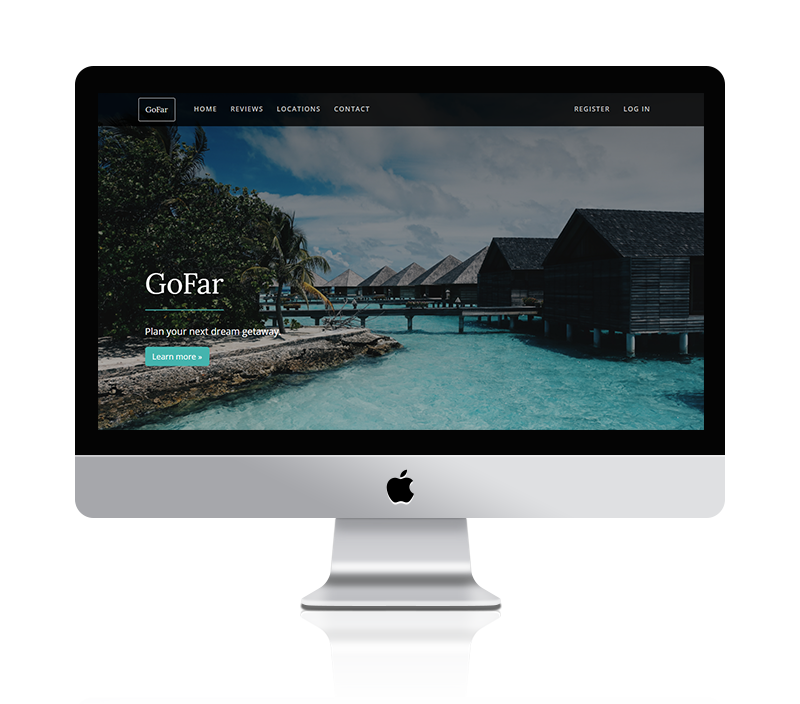 GoFar HOME REVIEWS LOCATIONS CONTACT REGISTER LOG IN
GoFar
Plan your next dream getaway.
Learn more »